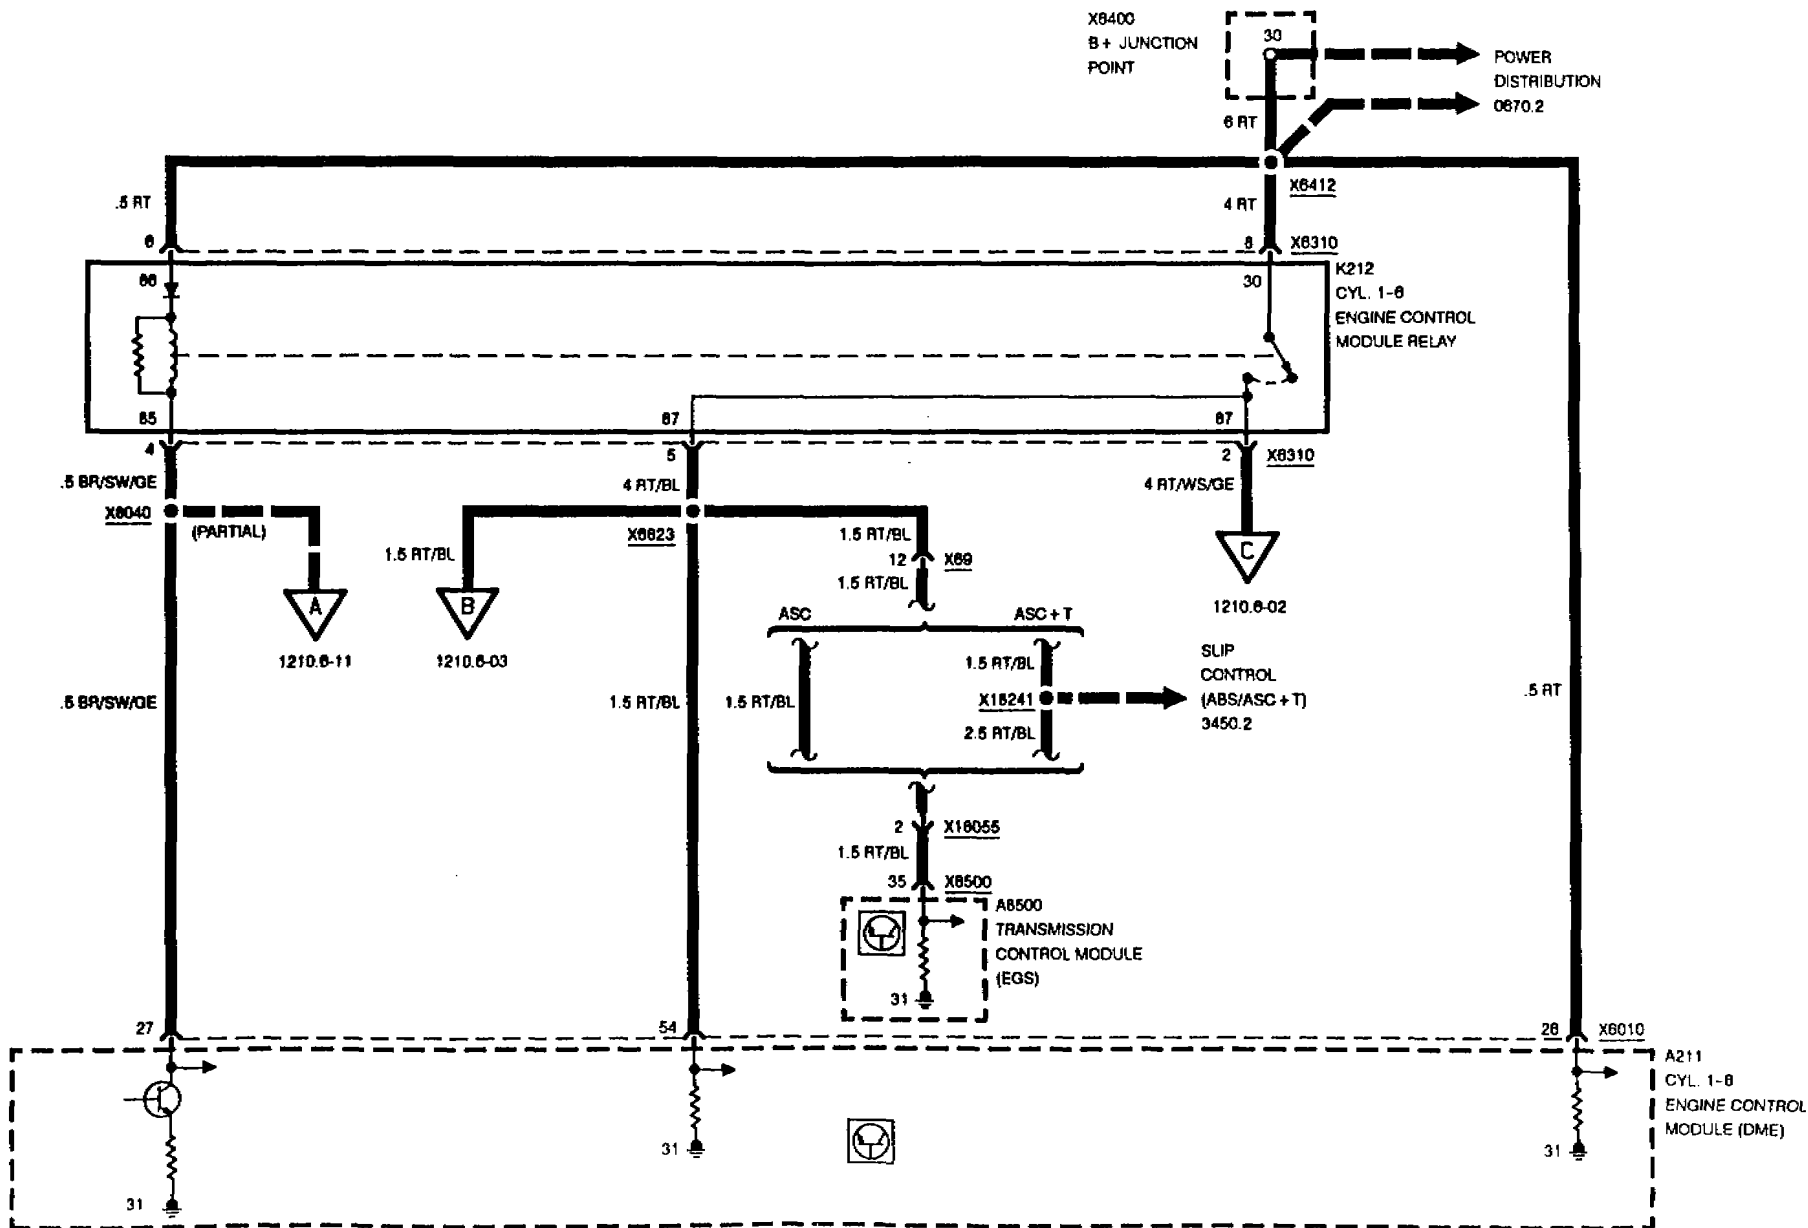 X6400
B+ JUNCTION
POINT
30
POWER
DISTRIBUTION
0670.2
6 RT
X6412
.5 RT
4 RT
6
8
X6310
86
30
K212
CYL. 1-6
ENGINE CONTROL
MODULE RELAY
85
87
87
4
5
2
X6310
.5 BR/SW/GE
4 RT/BL
4 RT/WS/GE
X6040
(PARTIAL)
X6623
1.5 RT/BL
1.5 RT/BL
12
X69
1.5 RT/BL
A
B
C
1210.6-11
1210.6-03
1210.6-02
ASC
ASC + T
1.5 RT/BL
SLIP
CONTROL
(ABS/ASC + T)
3450.2
.5 BR/SW/GE
1.5 RT/BL
1.5 RT/BL
X16241
2.5 RT/BL
.5 RT
2
X16055
1.5 RT/BL
35
X8500
A8500
TRANSMISSION
CONTROL MODULE
(EGS)
31
27
54
26
X6010
A211
CYL. 1-6
ENGINE CONTROL
MODULE (DME)
31
31
31